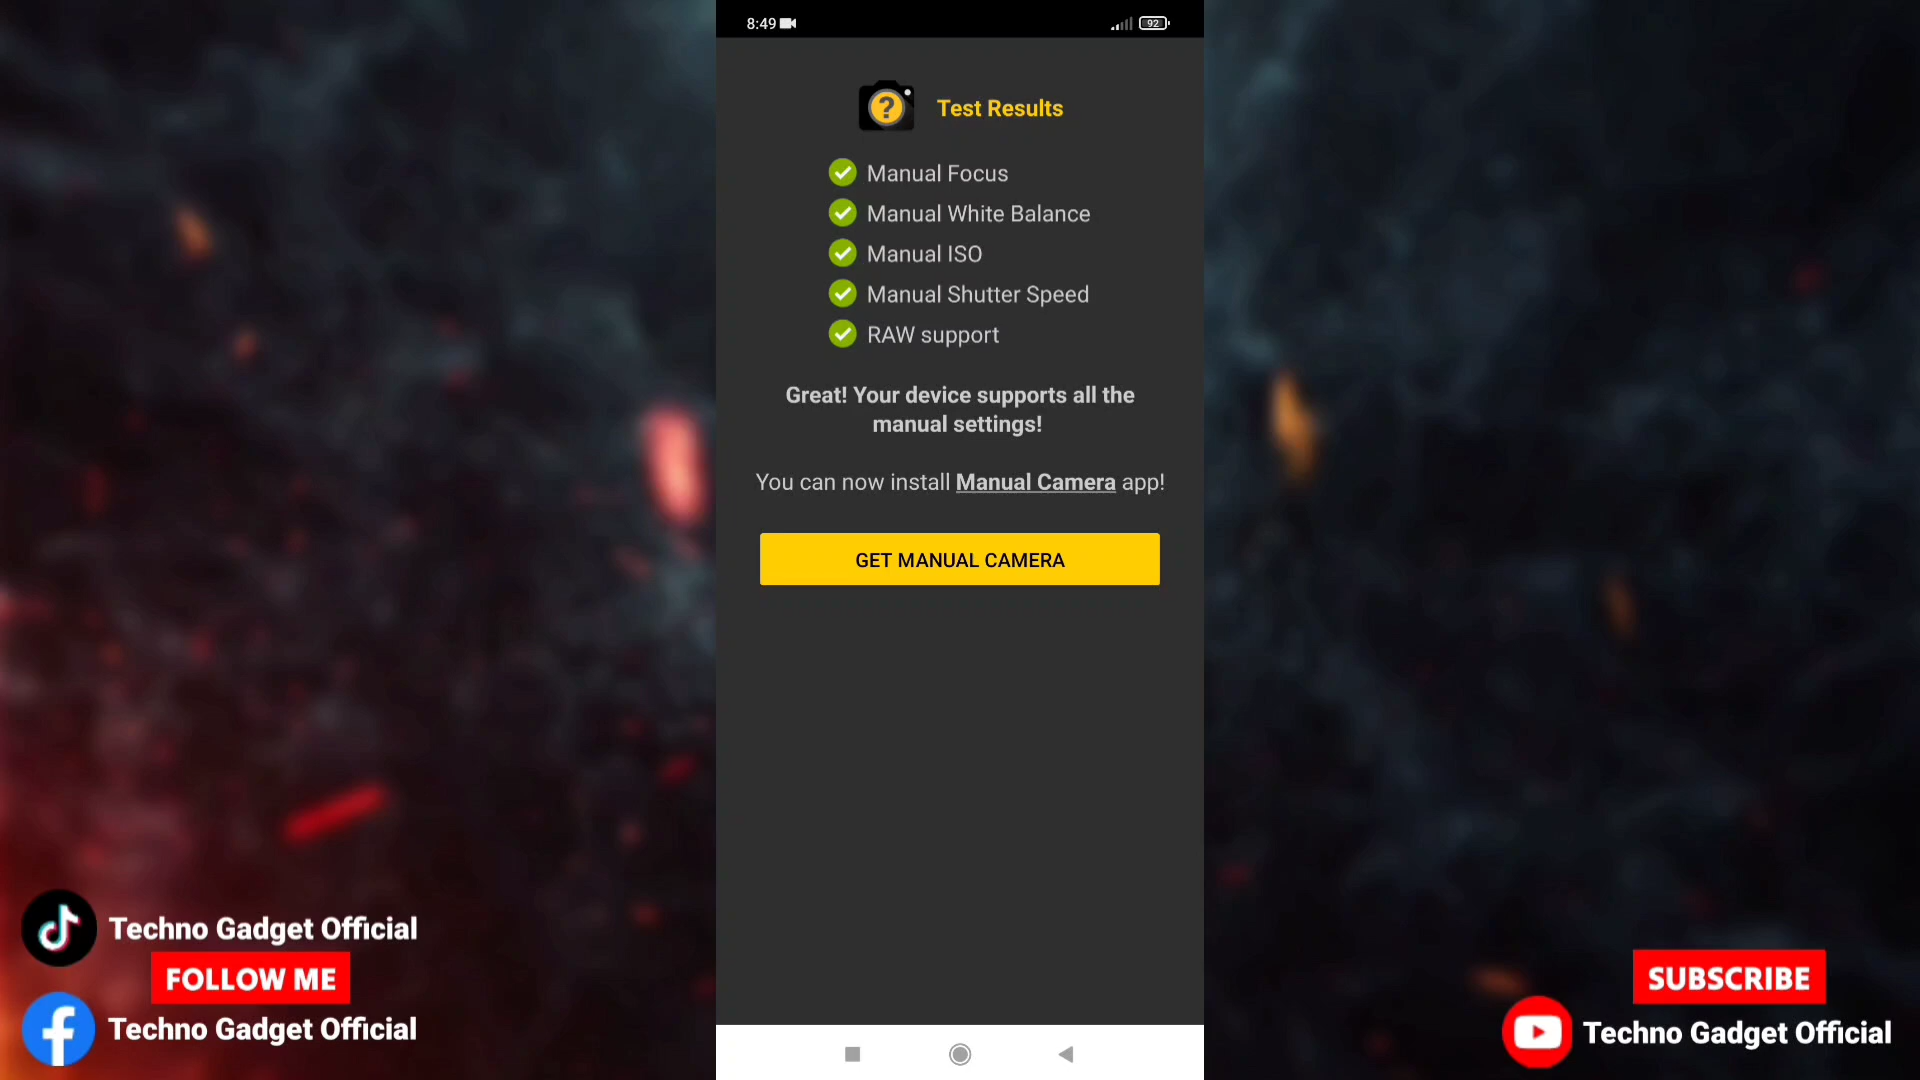 8:49
92
Test Results
Manual Focus
Manual White Balance
Manual ISO
Manual Shutter Speed
RAW support
Great! Your device supports all the
manual settings!
You can now install Manual Camera app!
GET MANUAL CAMERA
Techno Gadget Official
FOLLOW ME
Techno Gadget Official
SUBSCRIBE
Techno Gadget Official